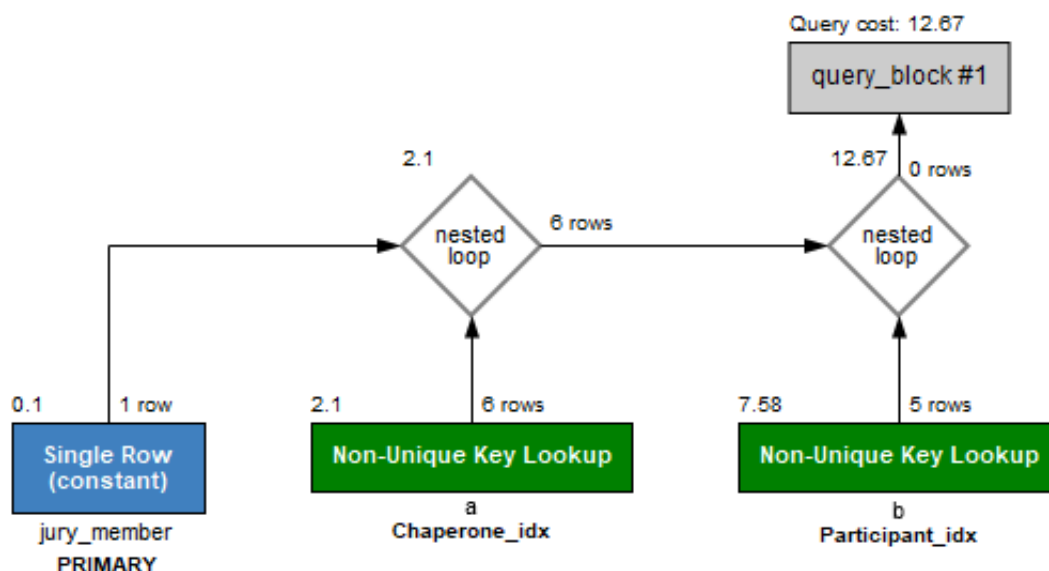 Query cost: 12.67
query_block #1
2.1
12.67
0 rows
nested
loop
6 rows
nested
loop
0.1
1 row
2.1
6 rows
7.58
5 rows
Single Row
(constant)
Non-Unique Key Lookup
Non-Unique Key Lookup
jury_member
a
b
PRIMARY
Chaperone_idx
Participant_idx